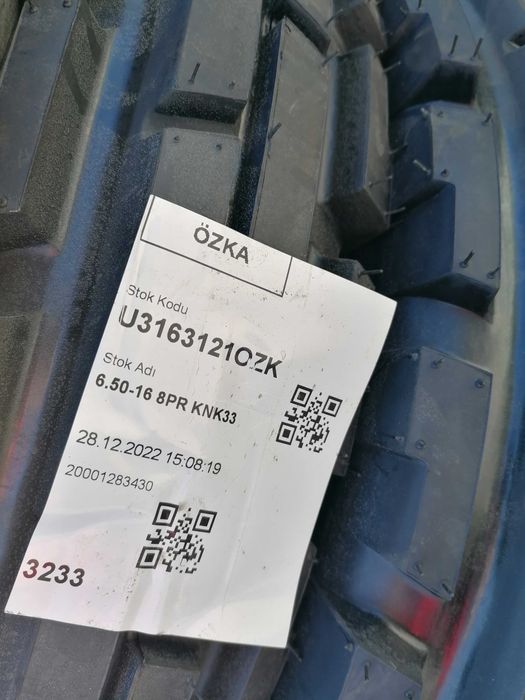 ÖZKA
Stok Kodu
U3163121OZK
Stok Adı
6.50-16 8PR KNK33
28.12.2022 15:08:19
20001283430
3233